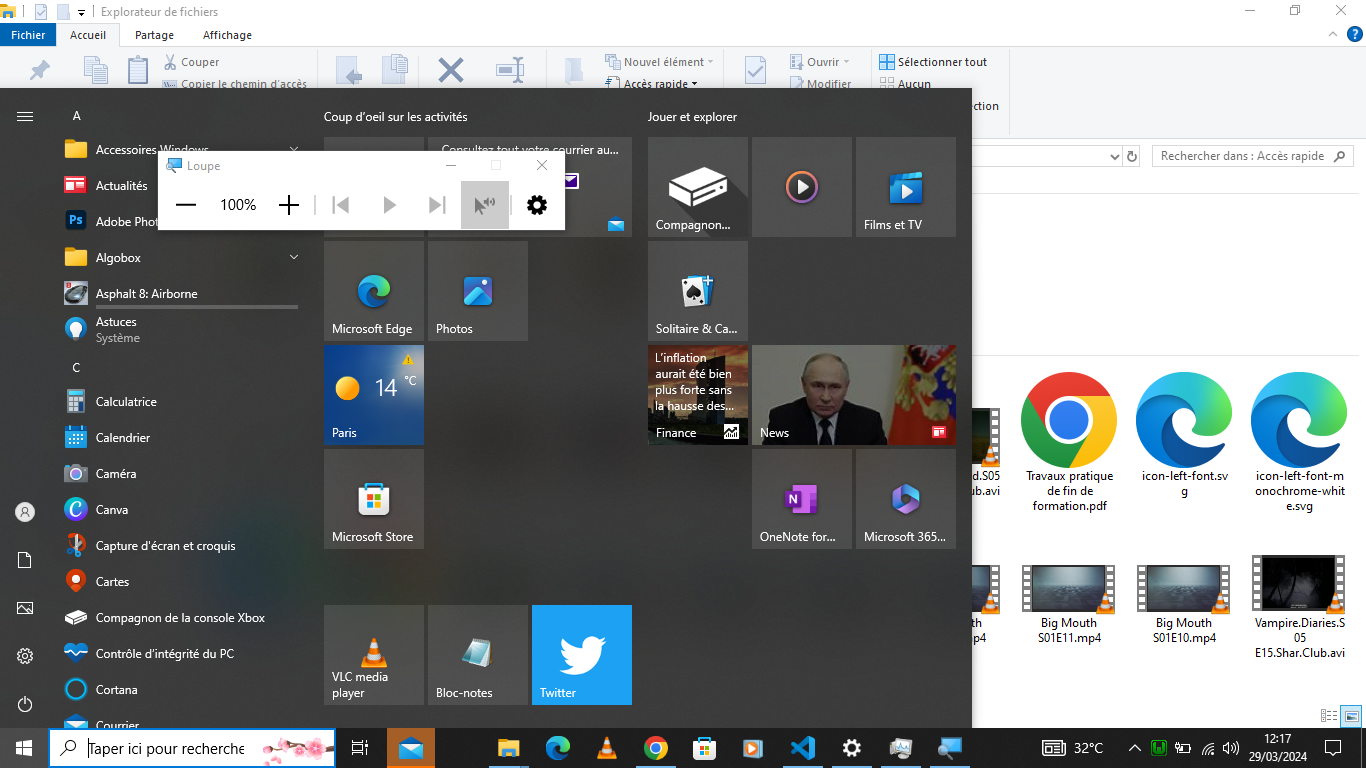 Explorateur de fichiers
Fichier
Accueil
Partage
Affichage
Couper
Copier le chemin d'accès
Nouvel élément
Accès rapide
Ouvrir
Modifier
Sélectionner tout
Aucun
ction
Rechercher dans : Accès rapide
A
Accessoires Windows
Actualités
Adobe Phot
Algobox
Asphalt 8: Airborne
Astuces
Système
C
Calculatrice
Calendrier
Caméra
Canva
Capture d'écran et croquis
Cartes
Compagnon de la console Xbox
Contrôle d'intégrité du PC
Cortana
Courrier
Loupe
100%
Coup d'oeil sur les activités
Consultez tout votre courrier au...
Microsoft Edge
Photos
14 °C
Paris
Microsoft Store
VLC media
player
Bloc-notes
Twitter
Jouer et explorer
Compagnon...
Films et TV
Solitaire & Ca...
L'inflation
aurait été bien
plus forte sans
la hausse des...
Finance
News
OneNote for...
Microsoft 365...
d.S05
ub.avi
Travaux pratique
de fin de
formation.pdf
icon-left-font.sv
g
icon-left-font-m
onochrome-whit
e.svg
th
p4
Big Mouth
S01E11.mp4
Big Mouth
S01E10.mp4
Vampire.Diaries.S
05
E15.Shar.Club.avi
Taper ici pour recherche
32°C
12:17
29/03/2024